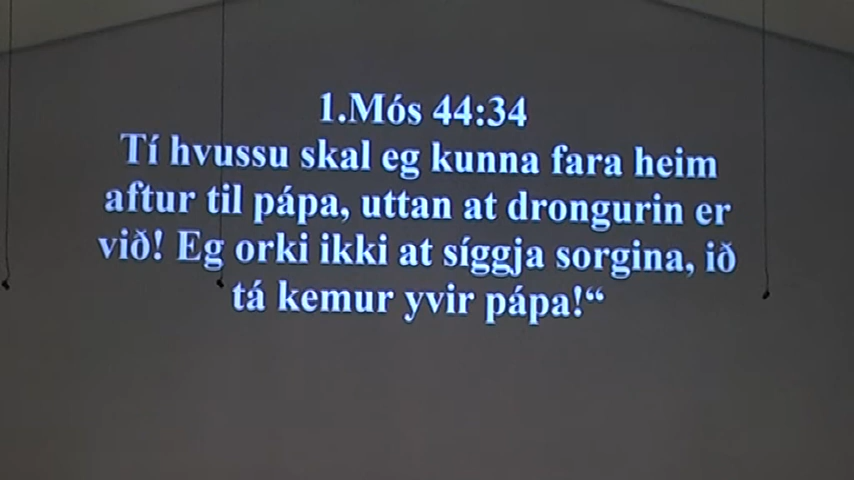 1.Mós 44:34
Tí hvussu skal eg kunna fara heim
aftur til pápa, uttan at drongurin er
við! Eg orki ikki at síggja sorgina, ið
tá kemur yvir pápa!“